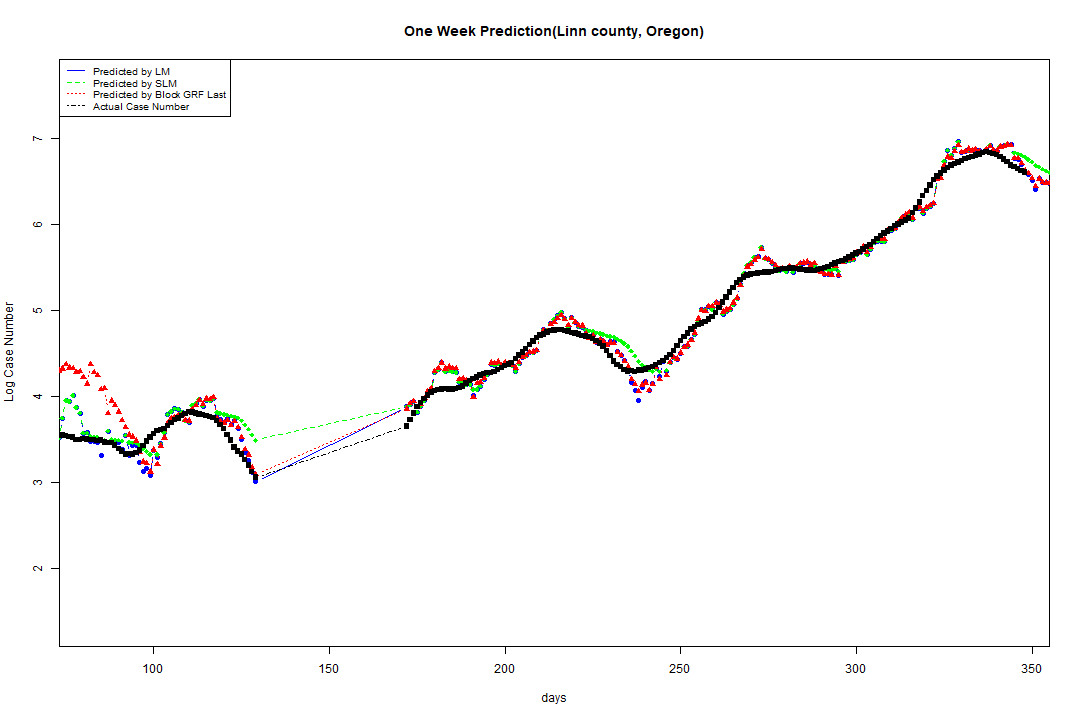 One Week Prediction(Linn county, Oregon)
Predicted by LM
Predicted by SLM
Predicted by Block GRF Last
Actual Case Number
Log Case Number
7
6
5
4
3
2
100 150 200 250 300 350
days